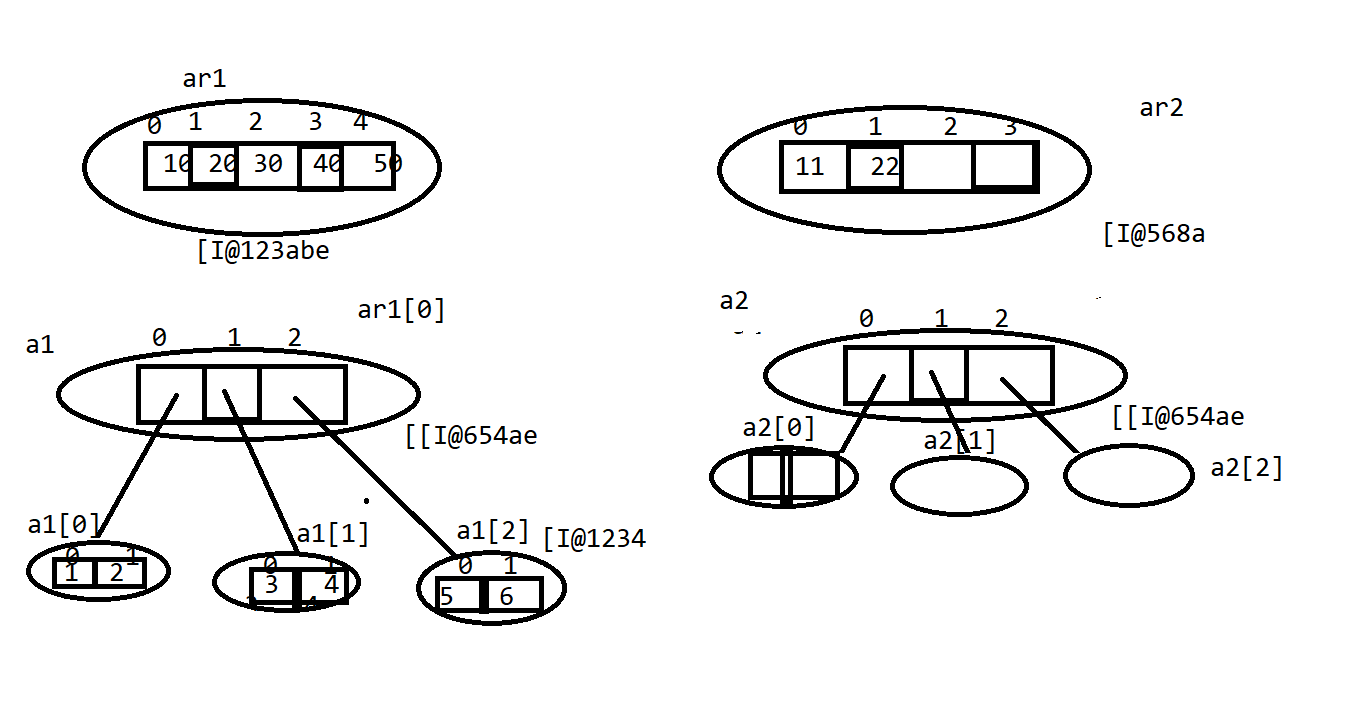 ar1
0 1 2 3 4
10 20 30 40 50
[I@123abe
ar2
0 1 2 3
11 22
[I@568a
ar1[0]
a1
0 1 2
[[I@654ae
a1[0]
0 1
1 2
a1[1]
0 1
3 4
a1[2]
[I@1234
0 1
5 6
a2
0 1 2
[[I@654ae
a2[0]
a2[1]
a2[2]